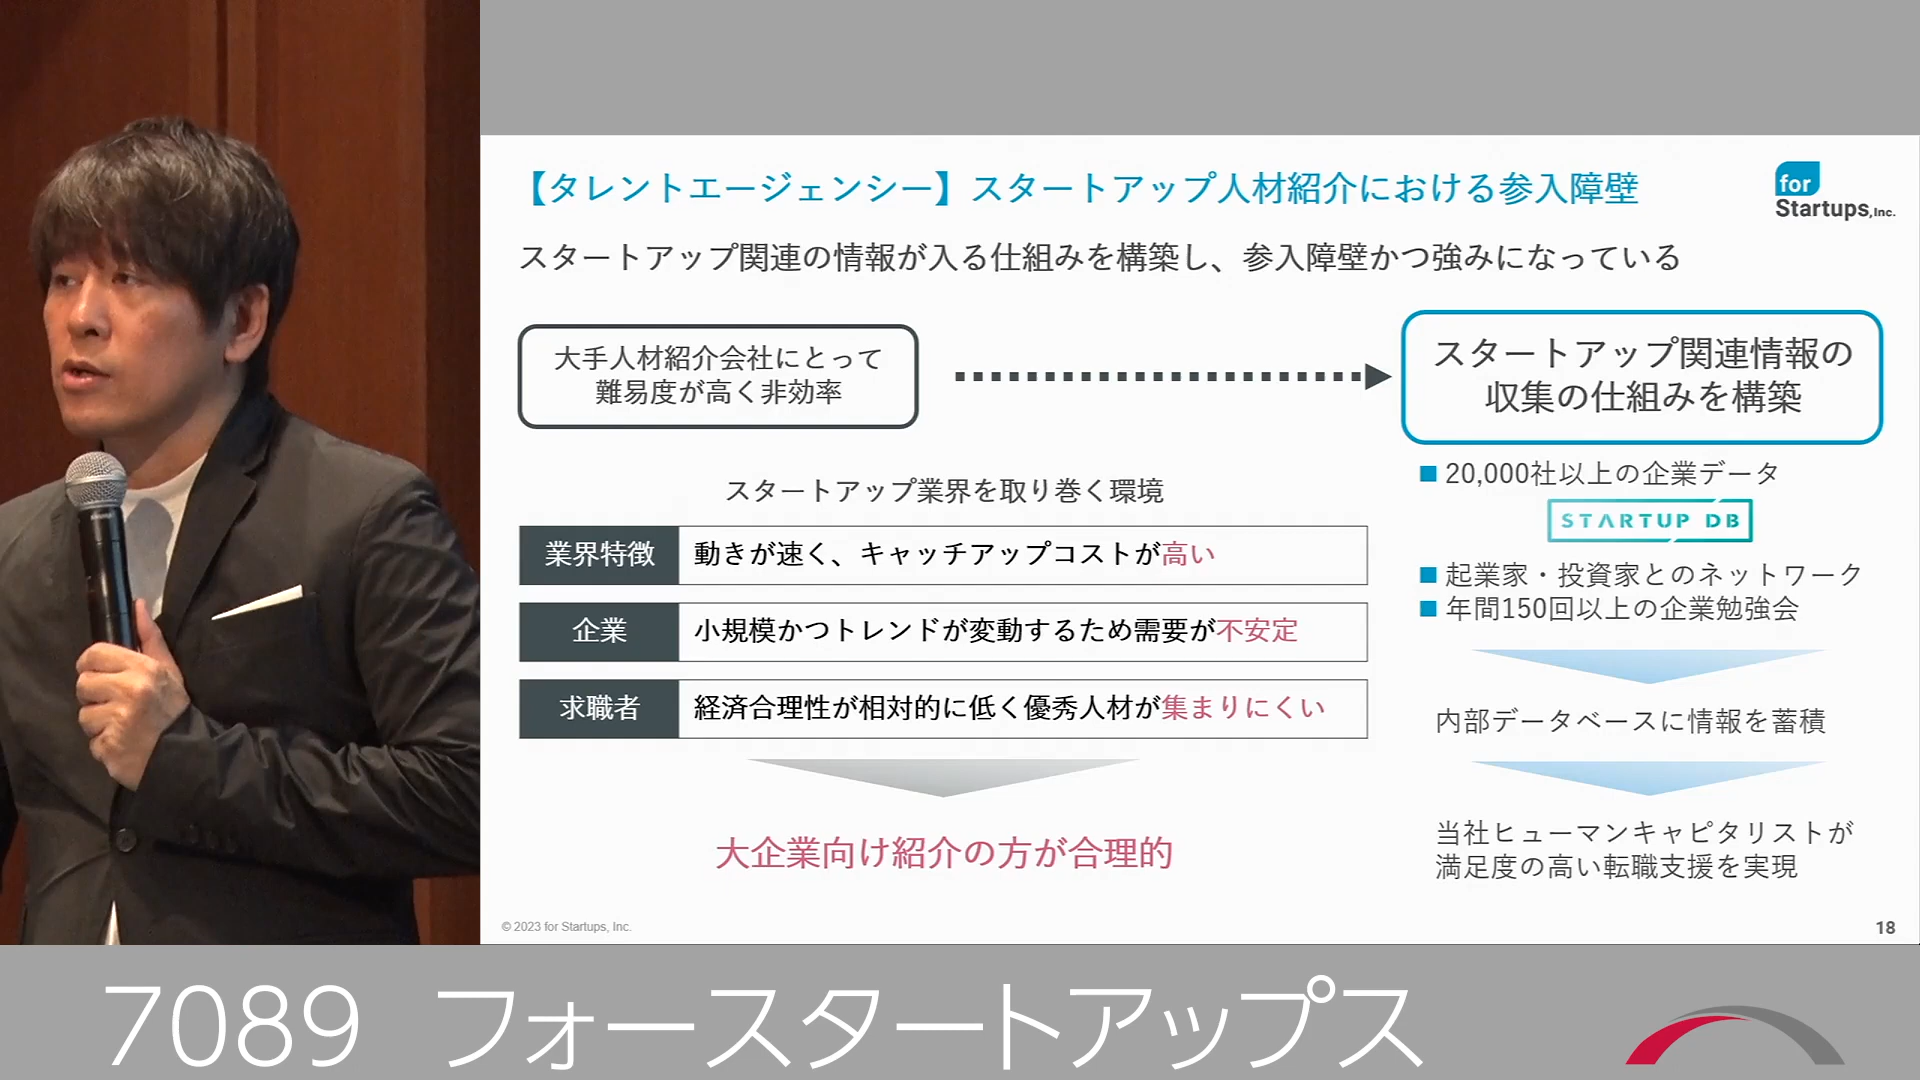 【タレントエージェンシー】スタートアップ人材紹介における参入障壁
for
Startups,Inc.
スタートアップ関連の情報が入る仕組みを構築し、参入障壁かつ強みになっている
大手人材紹介会社にとって
難易度が高く非効率
スタートアップ業界を取り巻く環境
業界特徴 動きが速く、キャッチアップコストが高い
企業 小規模かつトレンドが変動するため需要が不安定
求職者 経済合理性が相対的に低く優秀人材が集まりにくい
大企業向け紹介の方が合理的
スタートアップ関連情報の
収集の仕組みを構築
■ 20,000社以上の企業データ
STARTUP DB
■ 起業家・投資家とのネットワーク
■ 年間150回以上の企業勉強会
内部データベースに情報を蓄積
当社ヒューマンキャピタリストが
満足度の高い転職支援を実現
© 2023 for Startups, Inc.
18
7089 フォースタートアップス